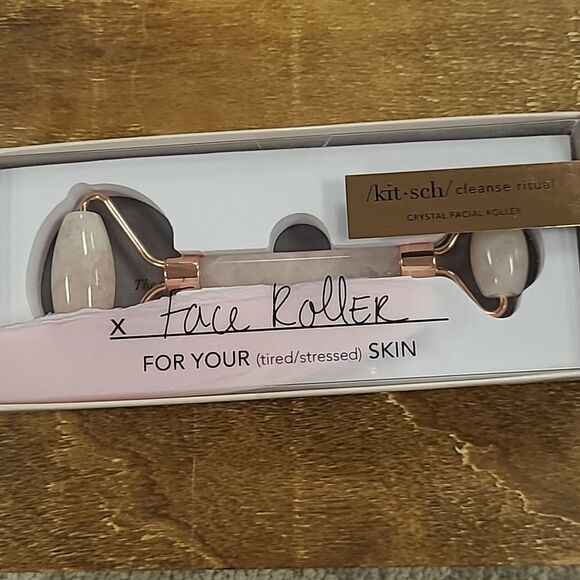 /kit·sch/ cleanse ritual
CRYSTAL FACIAL ROLLER
x Face Roller
FOR YOUR (tired/stressed) SKIN